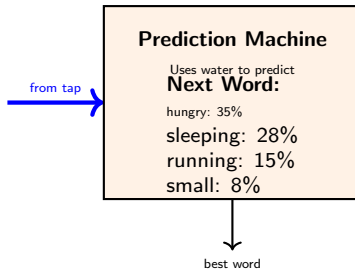 Prediction Machine
Uses water to predict
Next Word:
from tap
hungry: 35%
sleeping: 28%
running: 15%
small: 8%
best word